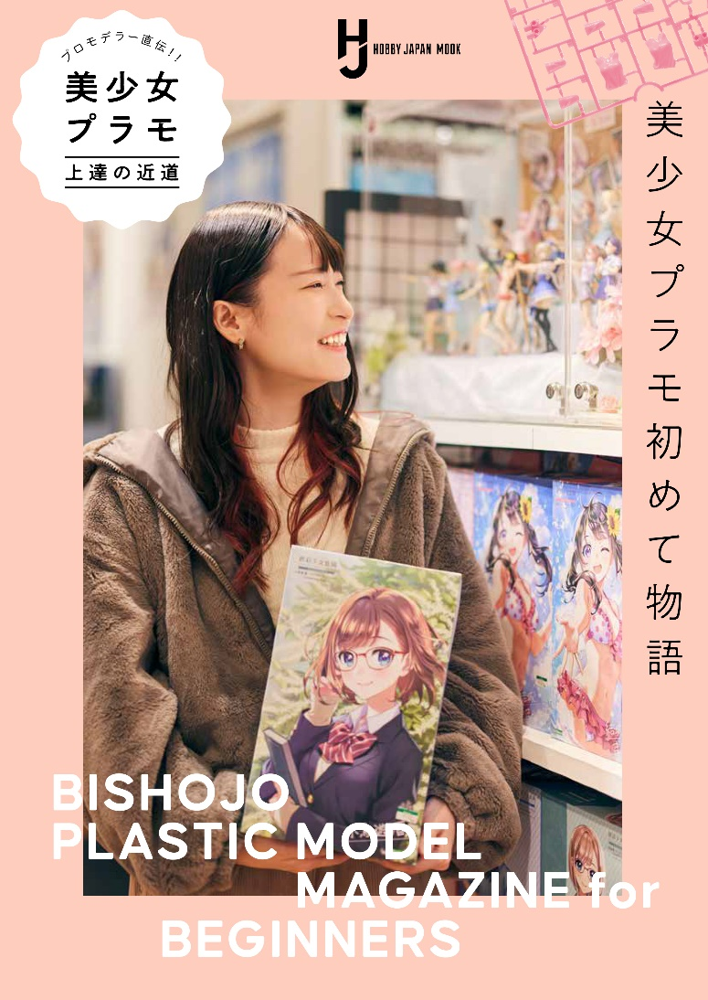 プロモデラー直伝!!
美少女
プラモ
上達の近道
HJ HOBBY JAPAN MOOK
美少女プラモ初めて物語
BISHOJO
PLASTIC MODEL
MAGAZINE for
BEGINNERS